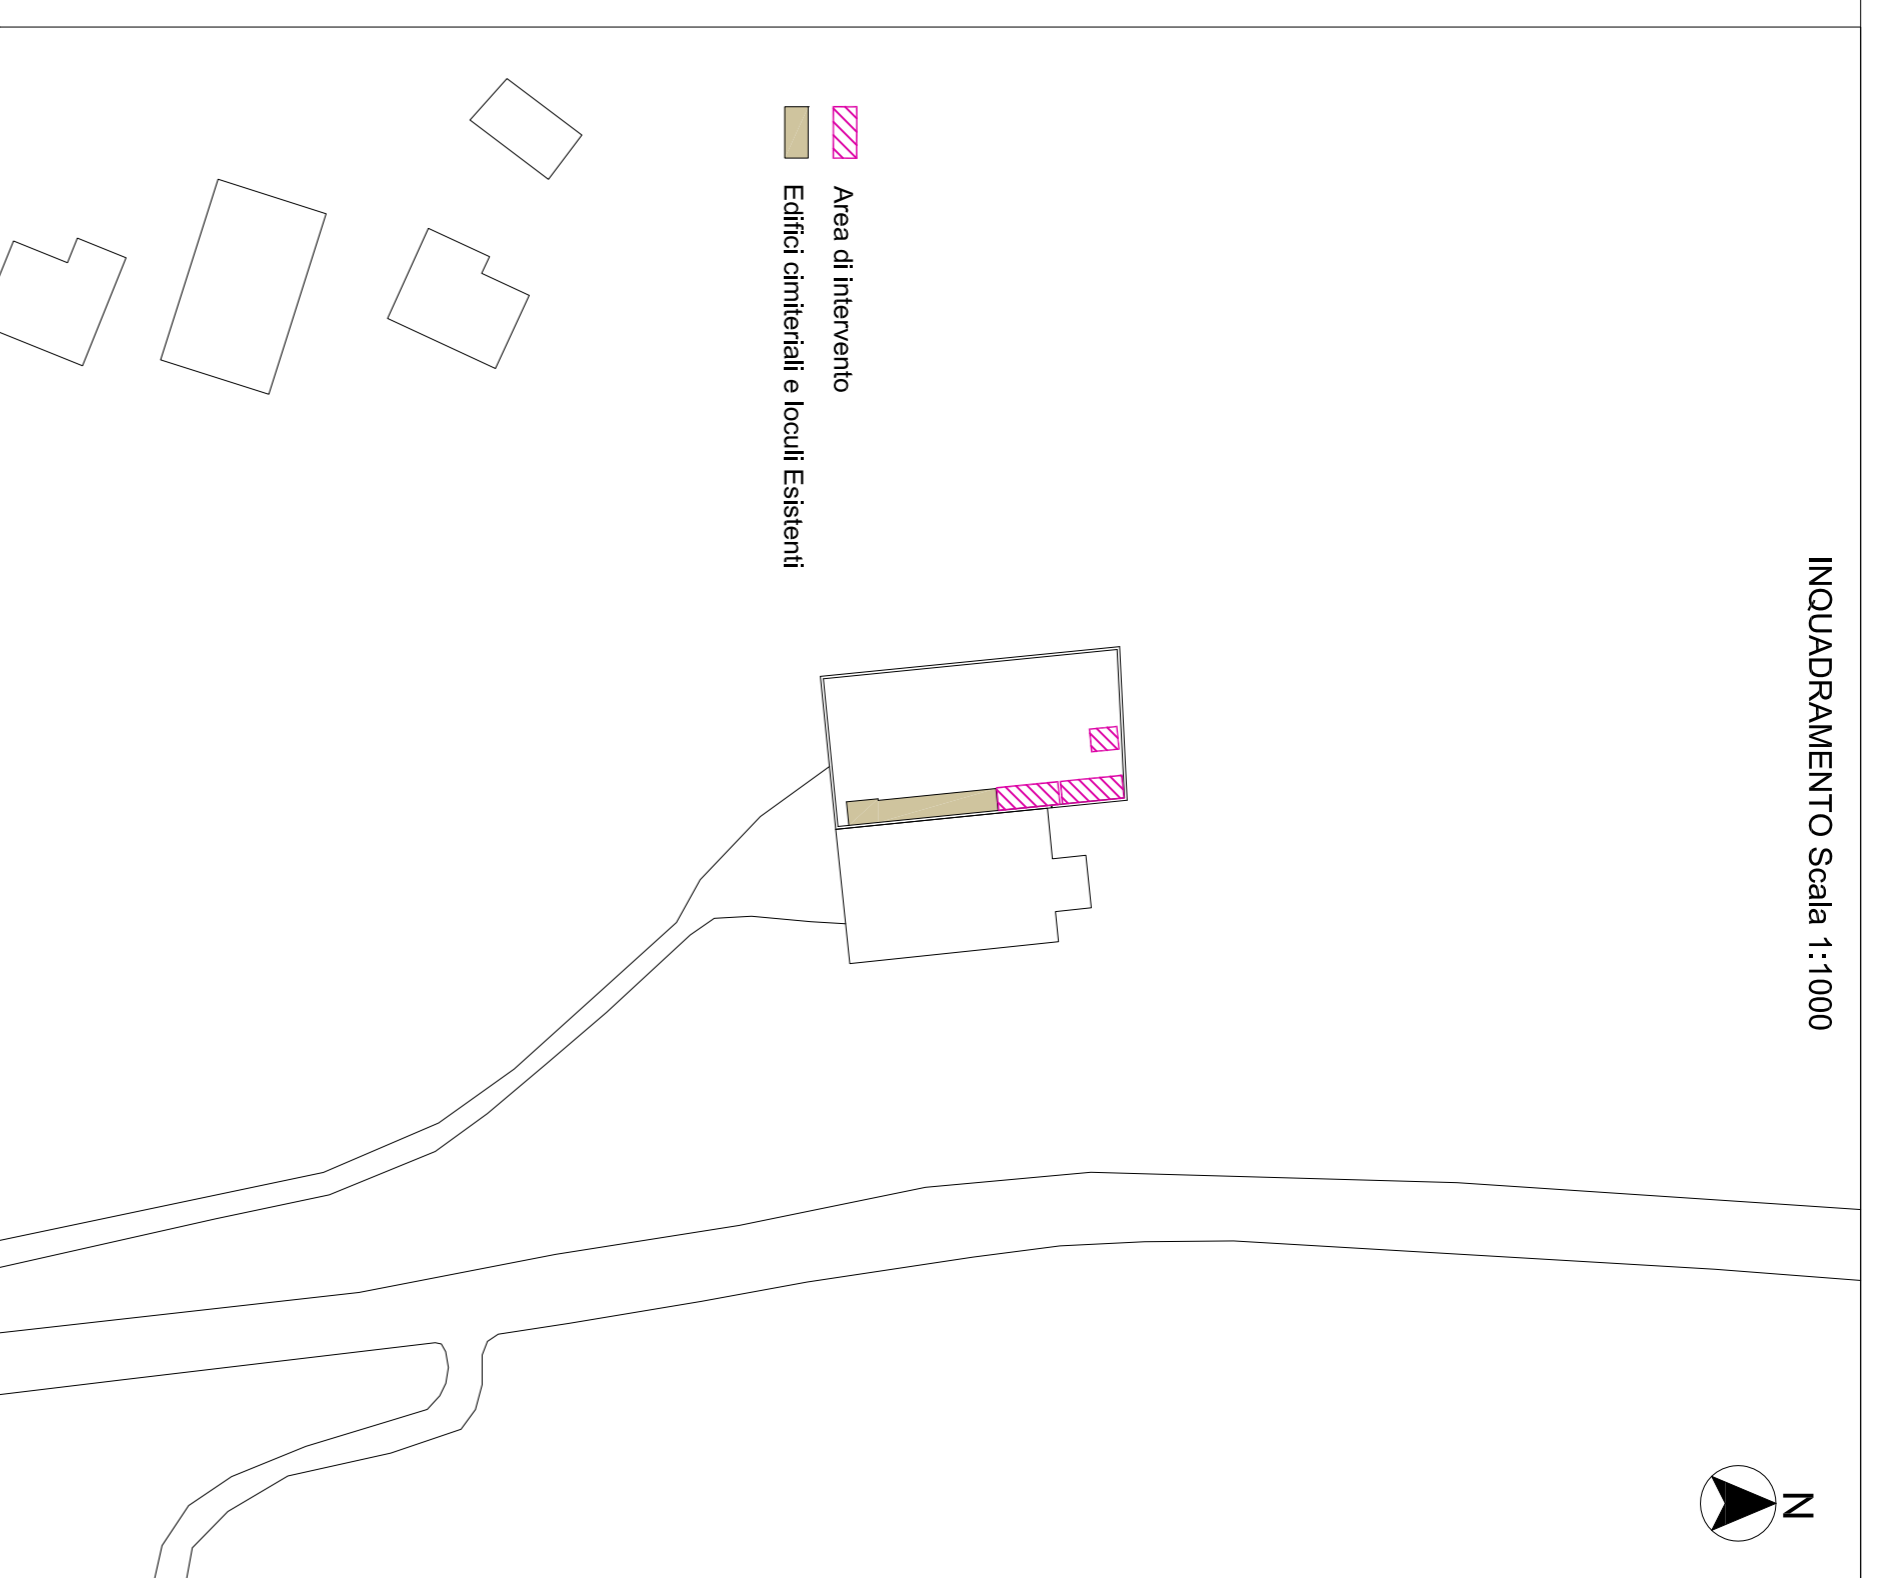 INQUADRAMENTO Scala 1:1000
Area di intervento
Edifici cimiteriali e loculi Esistenti
N